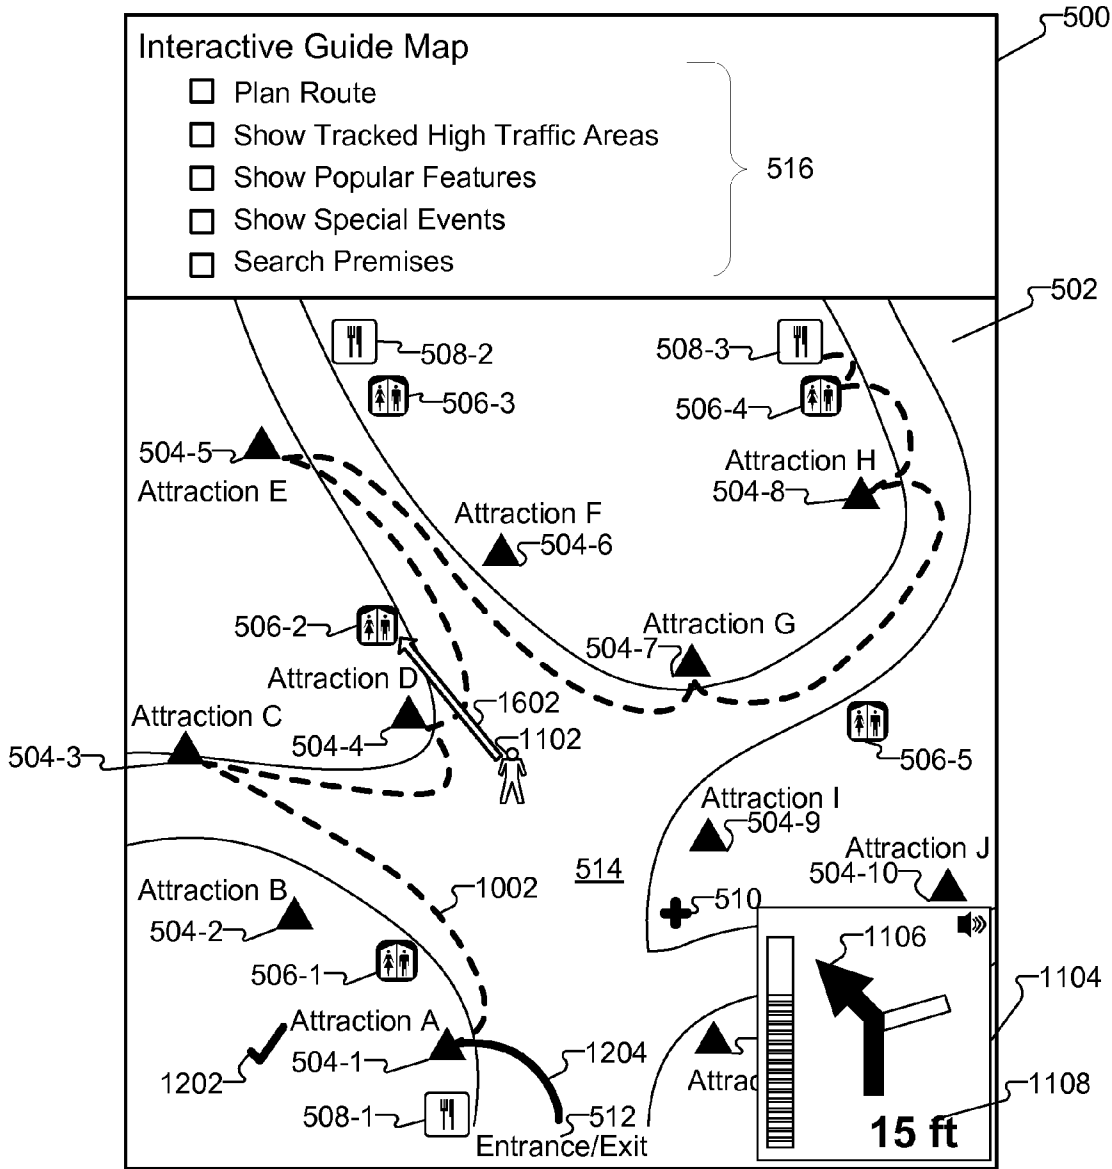 500
Interactive Guide Map
Plan Route
Show Tracked High Traffic Areas
Show Popular Features
516
Show Special Events
Search Premises
502
508-2
508-3
506-3
506-4
504-5
Attraction E
Attraction H
504-8
Attraction F
504-6
506-2
Attraction G
504-7
Attraction D
1602
Attraction C
504-4
1102
504-3
506-5
Attraction I
504-9
Attraction J
504-10
514
1002
Attraction B
504-2
510
1106
506-1
1104
Attraction A
504-1
1204
1202
Attrac
1108
508-1
512
15 ft
Entrance/Exit